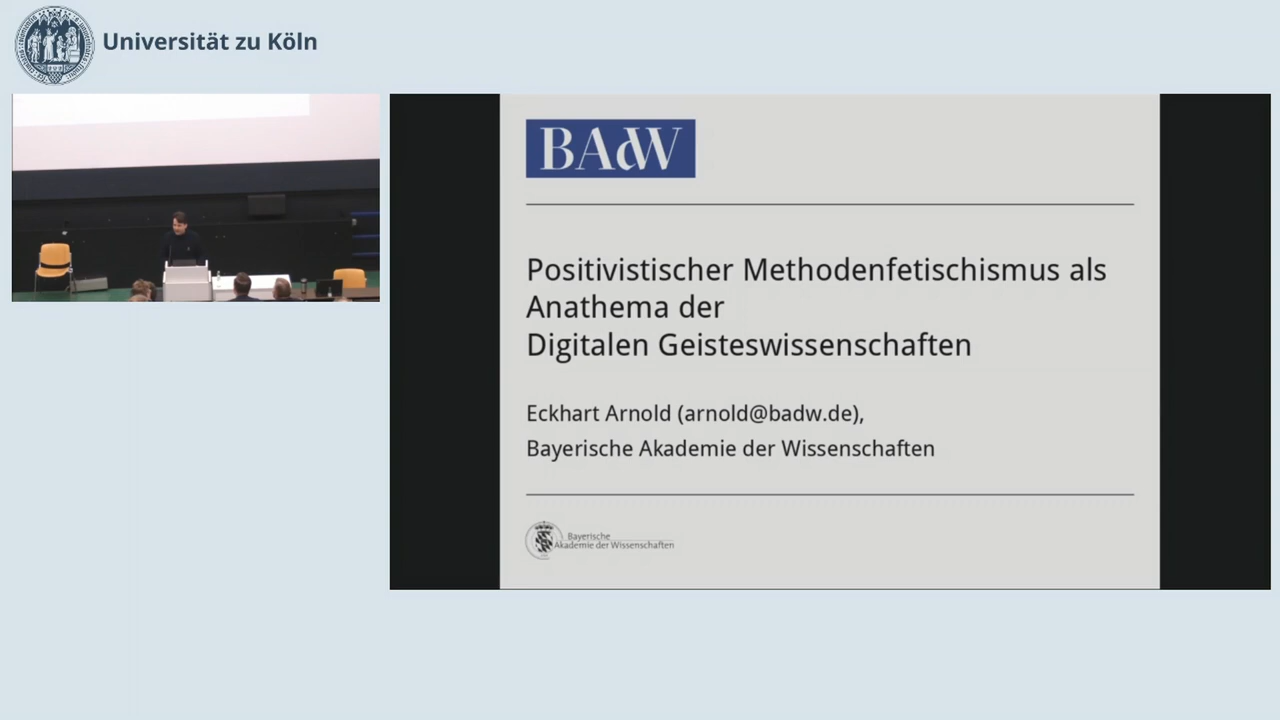 Universität zu Köln
BAdW
Positivistischer Methodenfetischismus als
Anathema der
Digitalen Geisteswissenschaften
Eckhart Arnold (arnold@badw.de),
Bayerische Akademie der Wissenschaften
Bayerische
Akademie der Wissenschaften